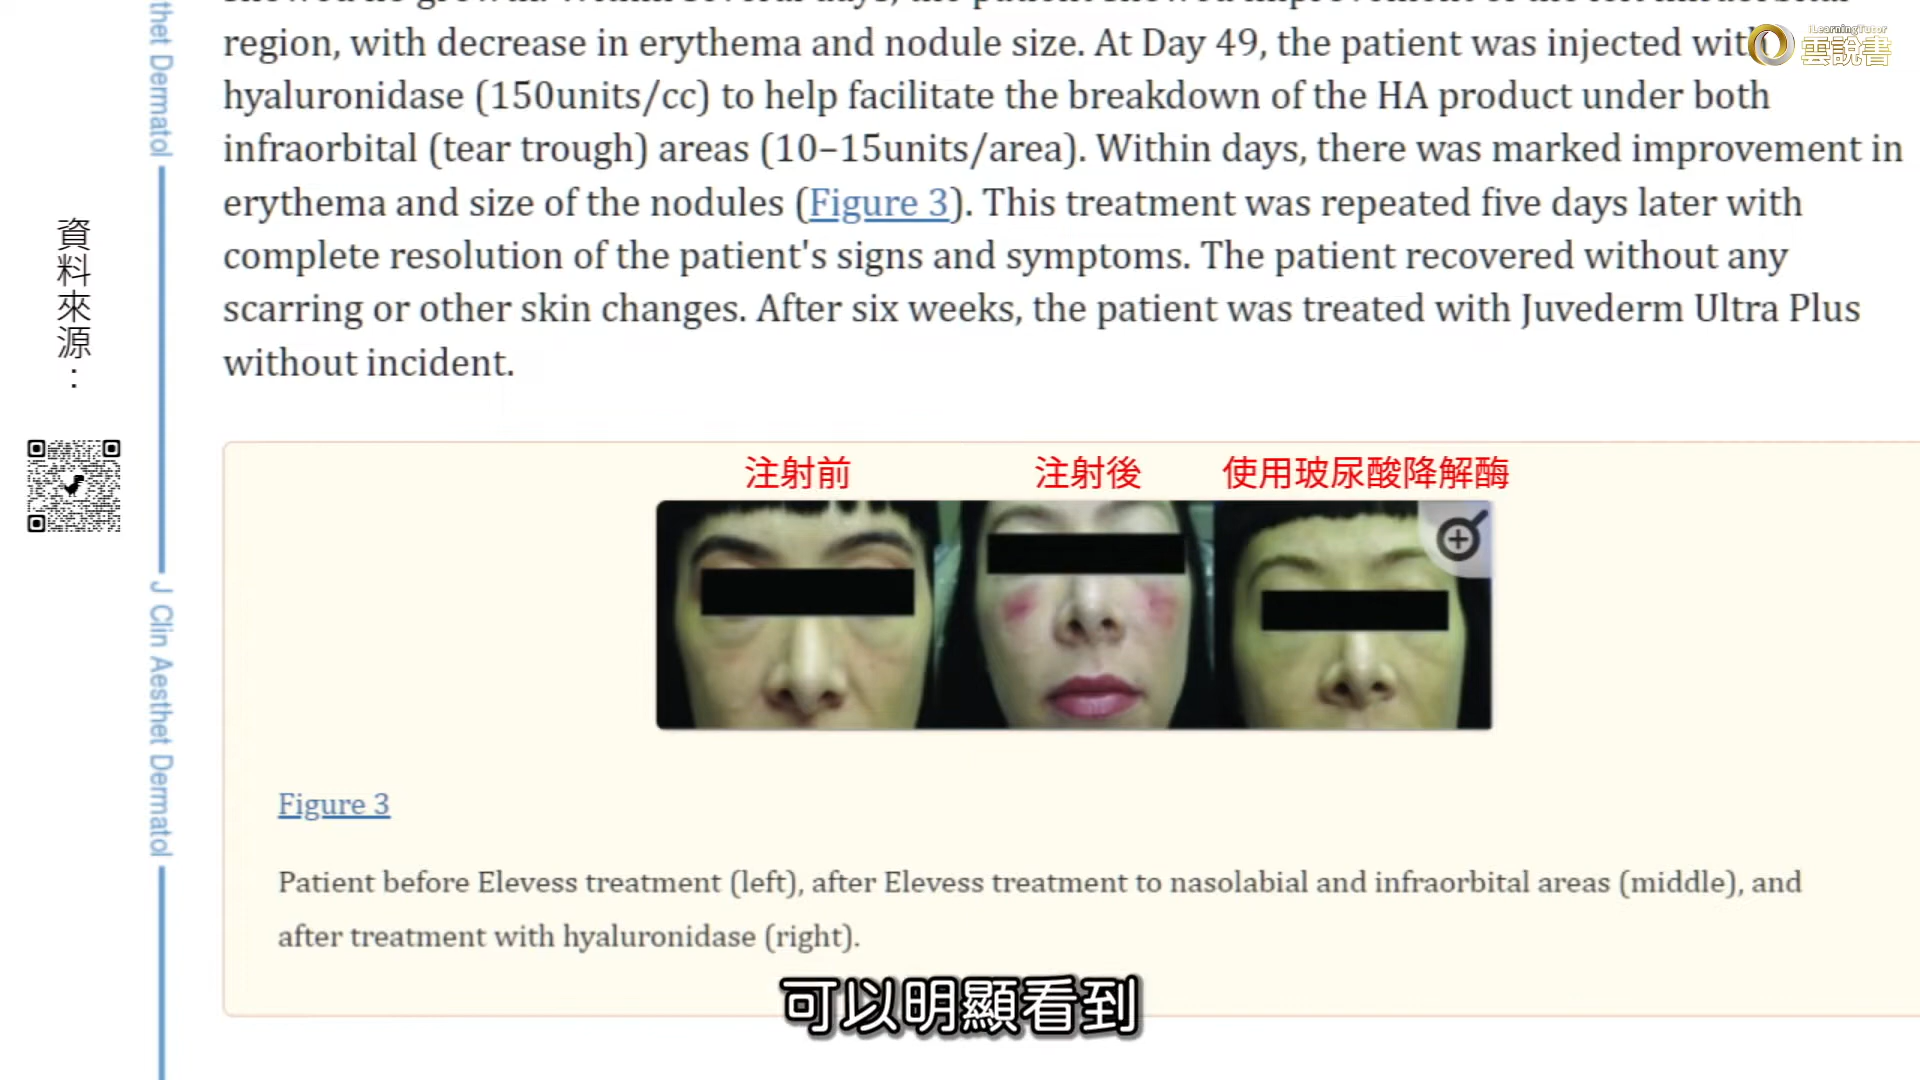 region, with decrease in erythema and nodule size. At Day 49, the patient was injected with
hyaluronidase (150units/cc) to help facilitate the breakdown of the HA product under both
infraorbital (tear trough) areas (10–15units/area). Within days, there was marked improvement in
erythema and size of the nodules (Figure 3). This treatment was repeated five days later with
complete resolution of the patient's signs and symptoms. The patient recovered without any
scarring or other skin changes. After six weeks, the patient was treated with Juvederm Ultra Plus
without incident.
iLearningTutor
雲說書
thet Dermatol
J Clin Aesthet Dermatol
資料來源：
注射前 注射後 使用玻尿酸降解酶
Figure 3
Patient before Elevess treatment (left), after Elevess treatment to nasolabial and infraorbital areas (middle), and
after treatment with hyaluronidase (right).
可以明顯看到